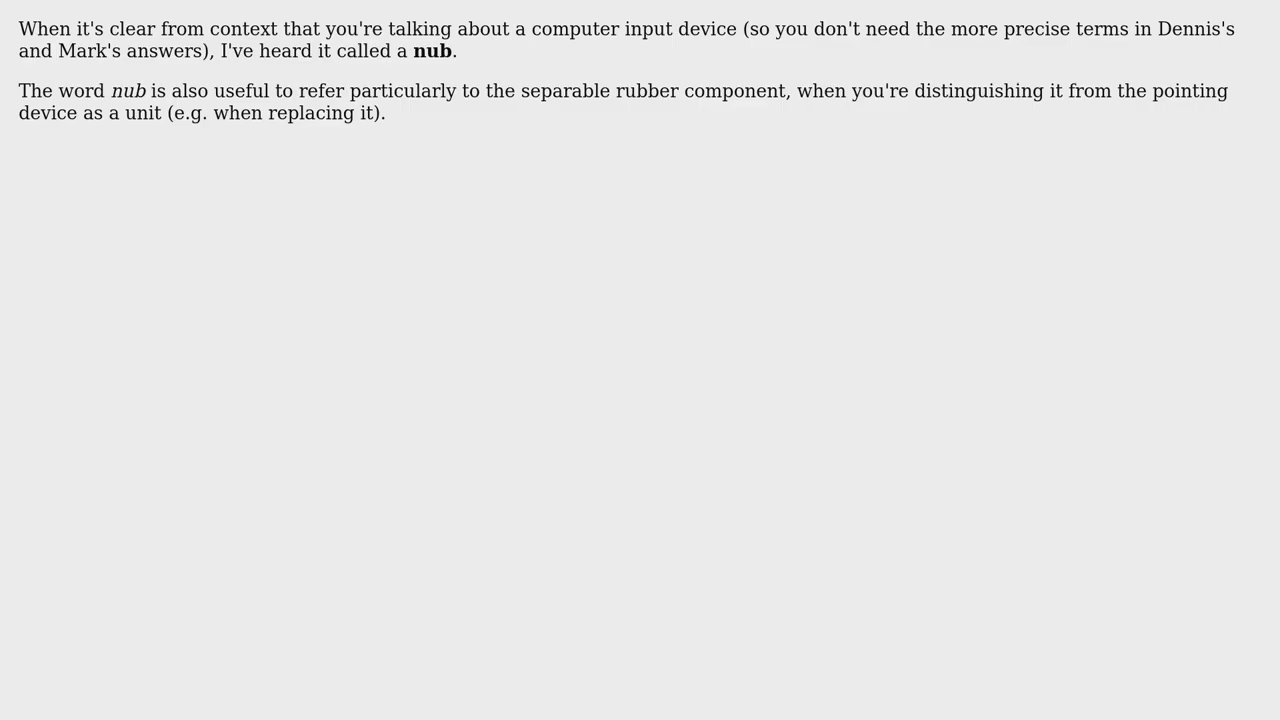 When it's clear from context that you're talking about a computer input device (so you don't need the more precise terms in Dennis's
and Mark's answers), I've heard it called a nub.
The word nub is also useful to refer particularly to the separable rubber component, when you're distinguishing it from the pointing
device as a unit (e.g. when replacing it).